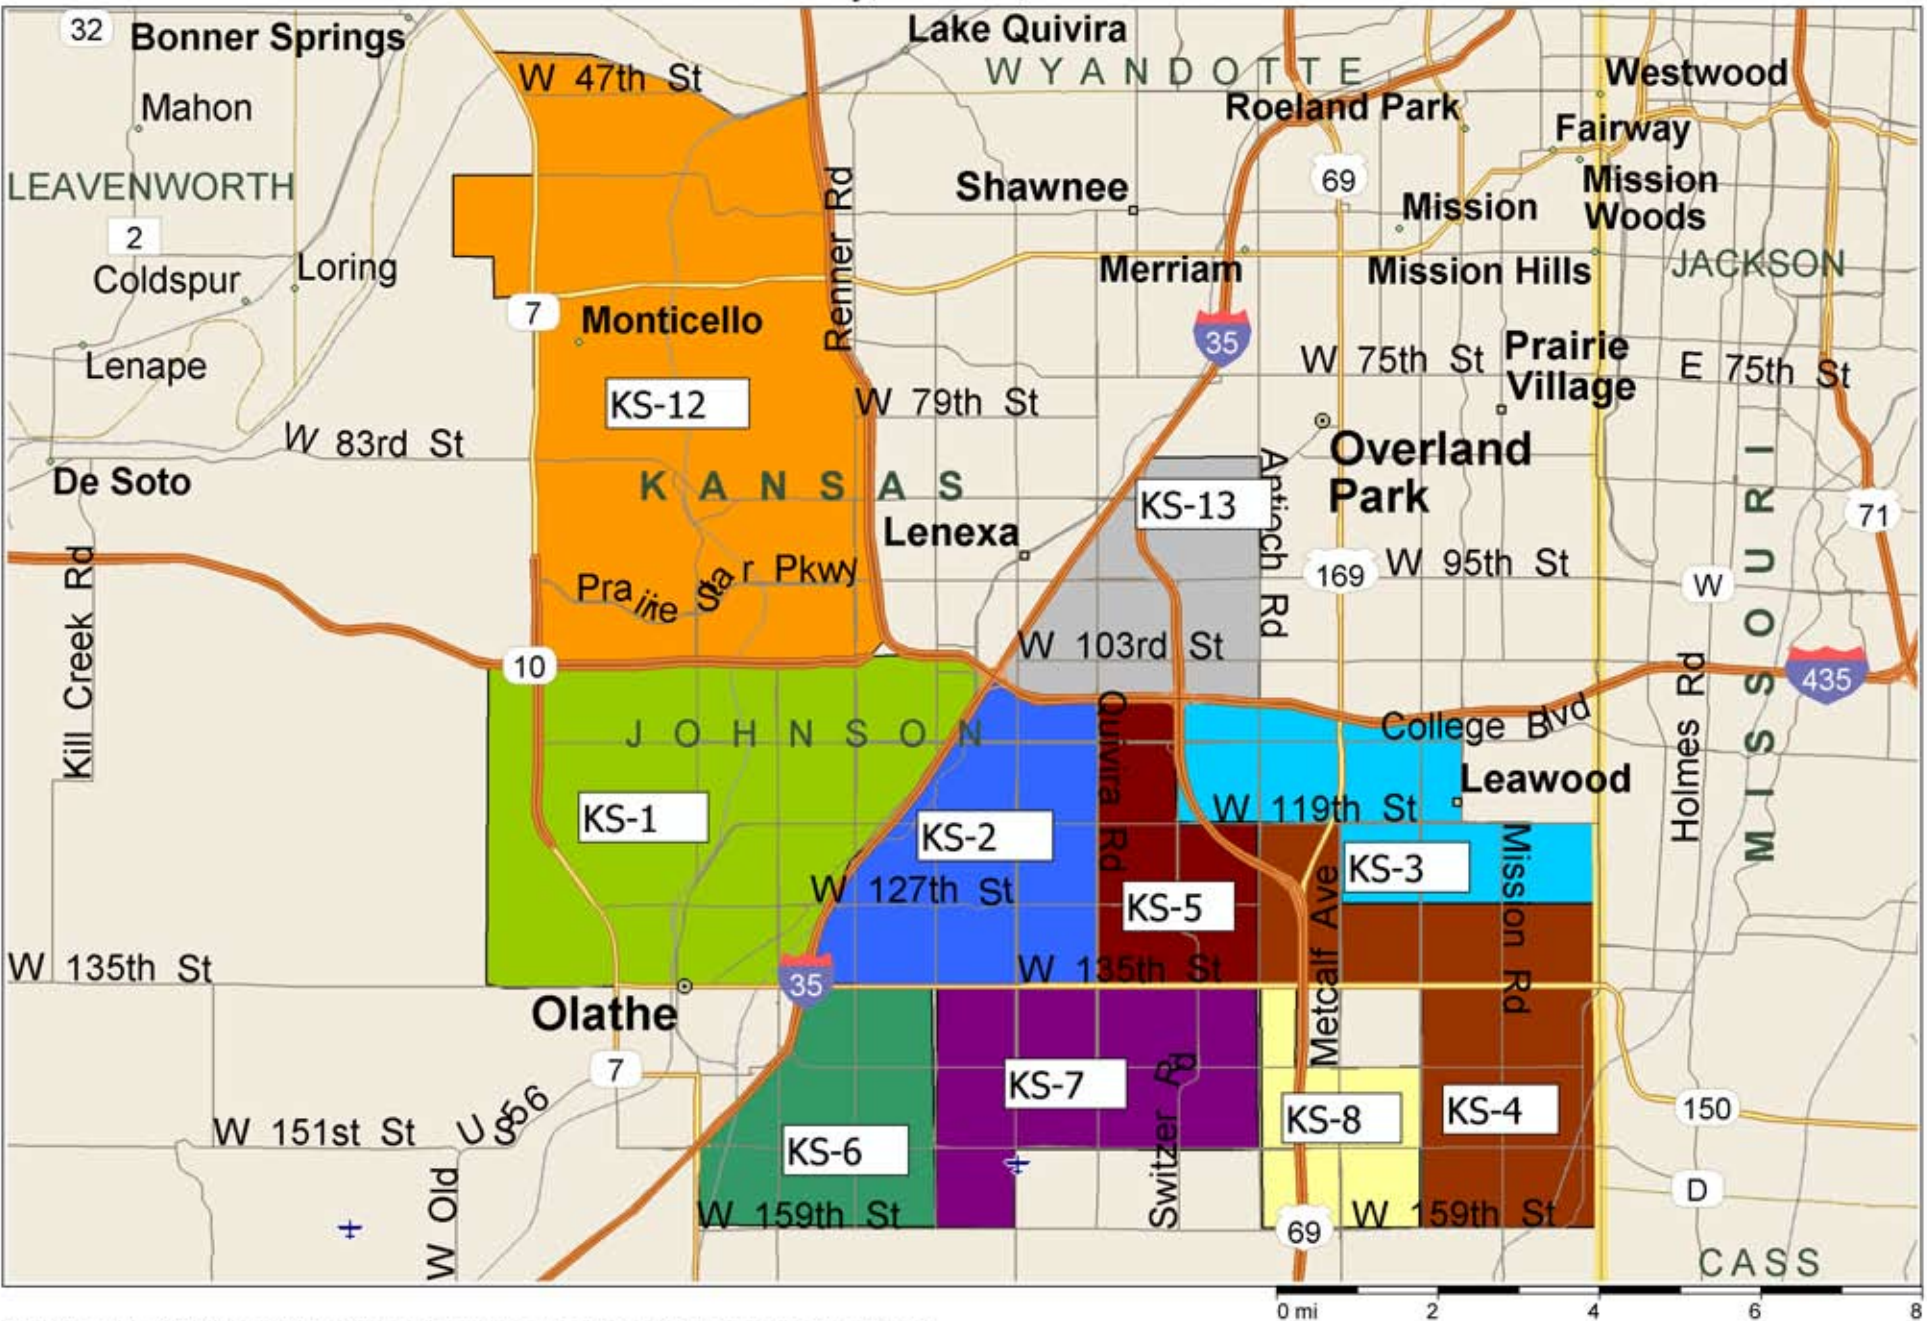 32
Bonner Springs
Lake Quivira
WYANDOTTE
Westwood
W 47th St
Mahon
Roeland Park
Fairway
LEAVENWORTH
Renner Rd
Shawnee
69
Mission
Mission
Woods
2
Coldspur
Loring
Merriam
Mission Hills
JACKSON
7
Monticello
35
W 75th St
Prairie
Village
E 75th St
Lenape
KS-12
W 79th St
W 83rd St
Overland
Park
De Soto
KANSAS
KS-13
Antioch Rd
71
Lenexa
MISSOURI
Kill Creek Rd
Prairie Star Pkwy
169
W 95th St
W
10
W 103rd St
435
Holmes Rd
JOHNSON
Quivira Rd
College Blvd
Leawood
KS-1
KS-2
W 119th St
KS-3
Mission Rd
W 127th St
KS-5
Metcalf Ave
W 135th St
35
W 135th St
Olathe
7
KS-7
Switzer Rd
KS-8
KS-4
150
W 151st St
US 56
KS-6
W Old
W 159th St
69
W 159th St
D
CASS
0 mi
2
4
6
8